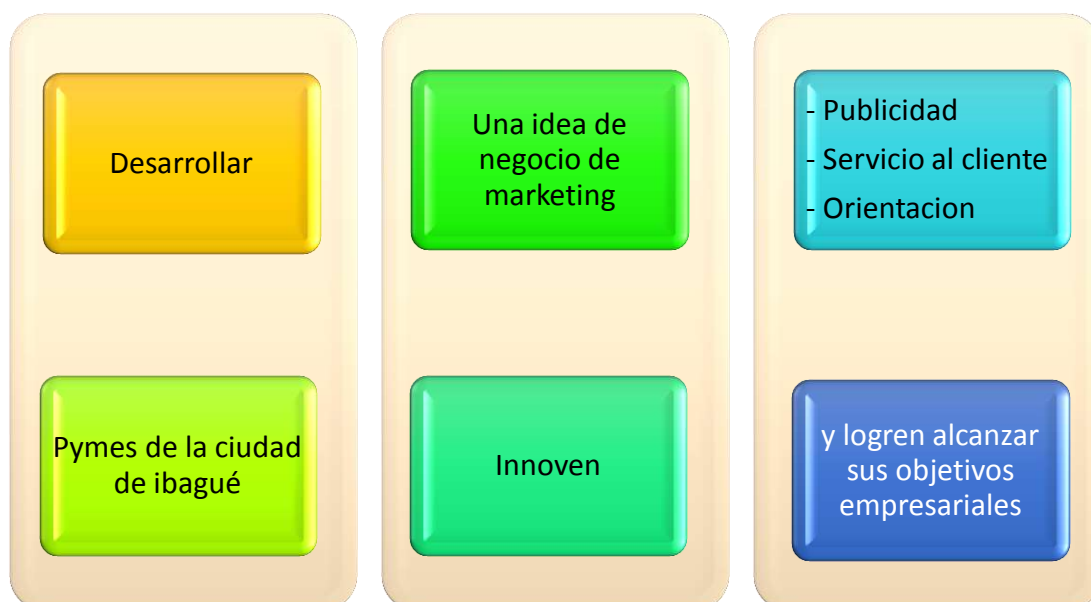 Desarrollar
Una idea de
negocio de
marketing
- Publicidad
- Servicio al cliente
- Orientacion
Pymes de la ciudad
de ibagué
Innoven
y logren alcanzar
sus objetivos
empresariales